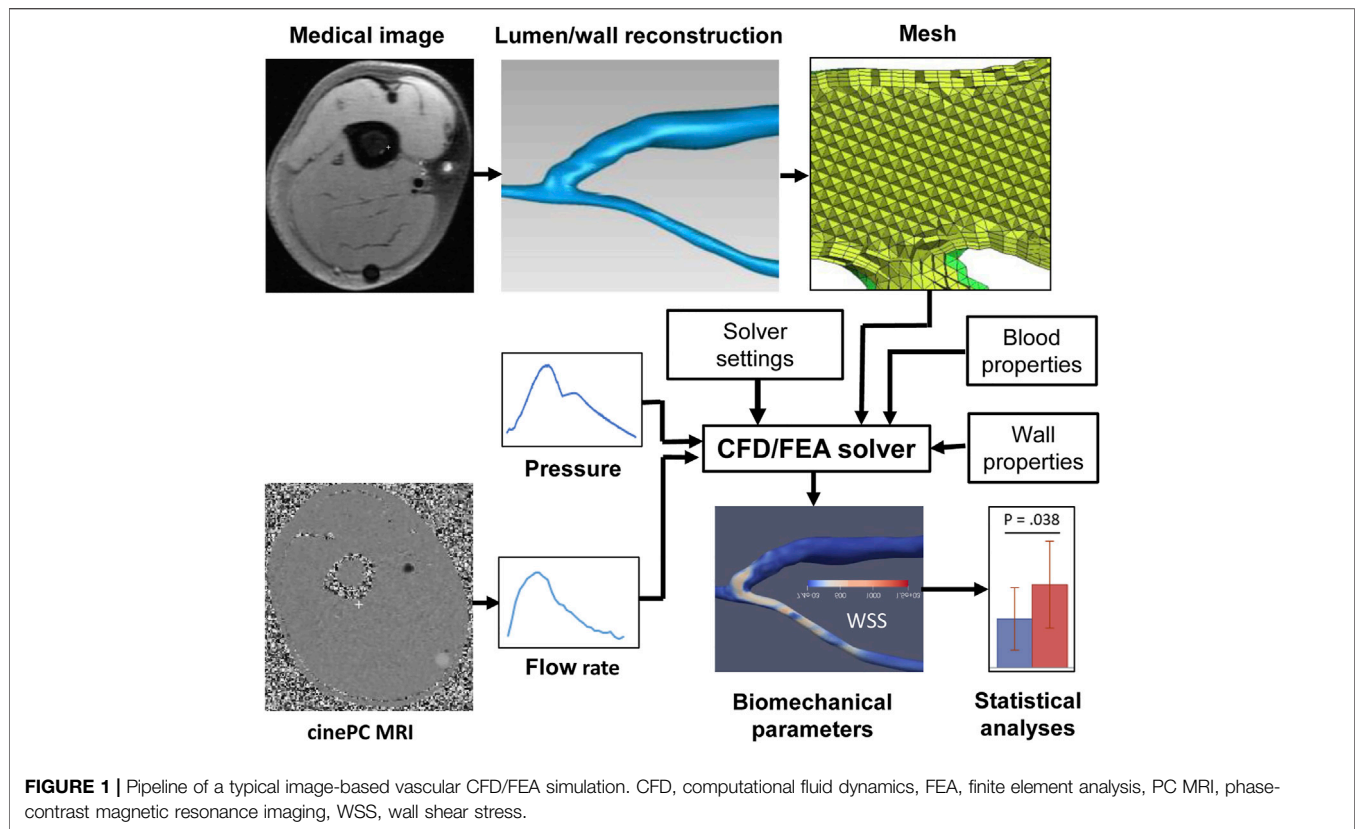 Medical image
Lumen/wall reconstruction
Mesh
Solver
settings
Blood
properties
Pressure
CFD/FEA solver
Wall
properties
P = .038
WSS
500
1000
Flow rate
cinePC MRI
Biomechanical
parameters
Statistical
analyses
FIGURE 1 | Pipeline of a typical image-based vascular CFD/FEA simulation. CFD, computational fluid dynamics, FEA, finite element analysis, PC MRI, phase-
contrast magnetic resonance imaging, WSS, wall shear stress.